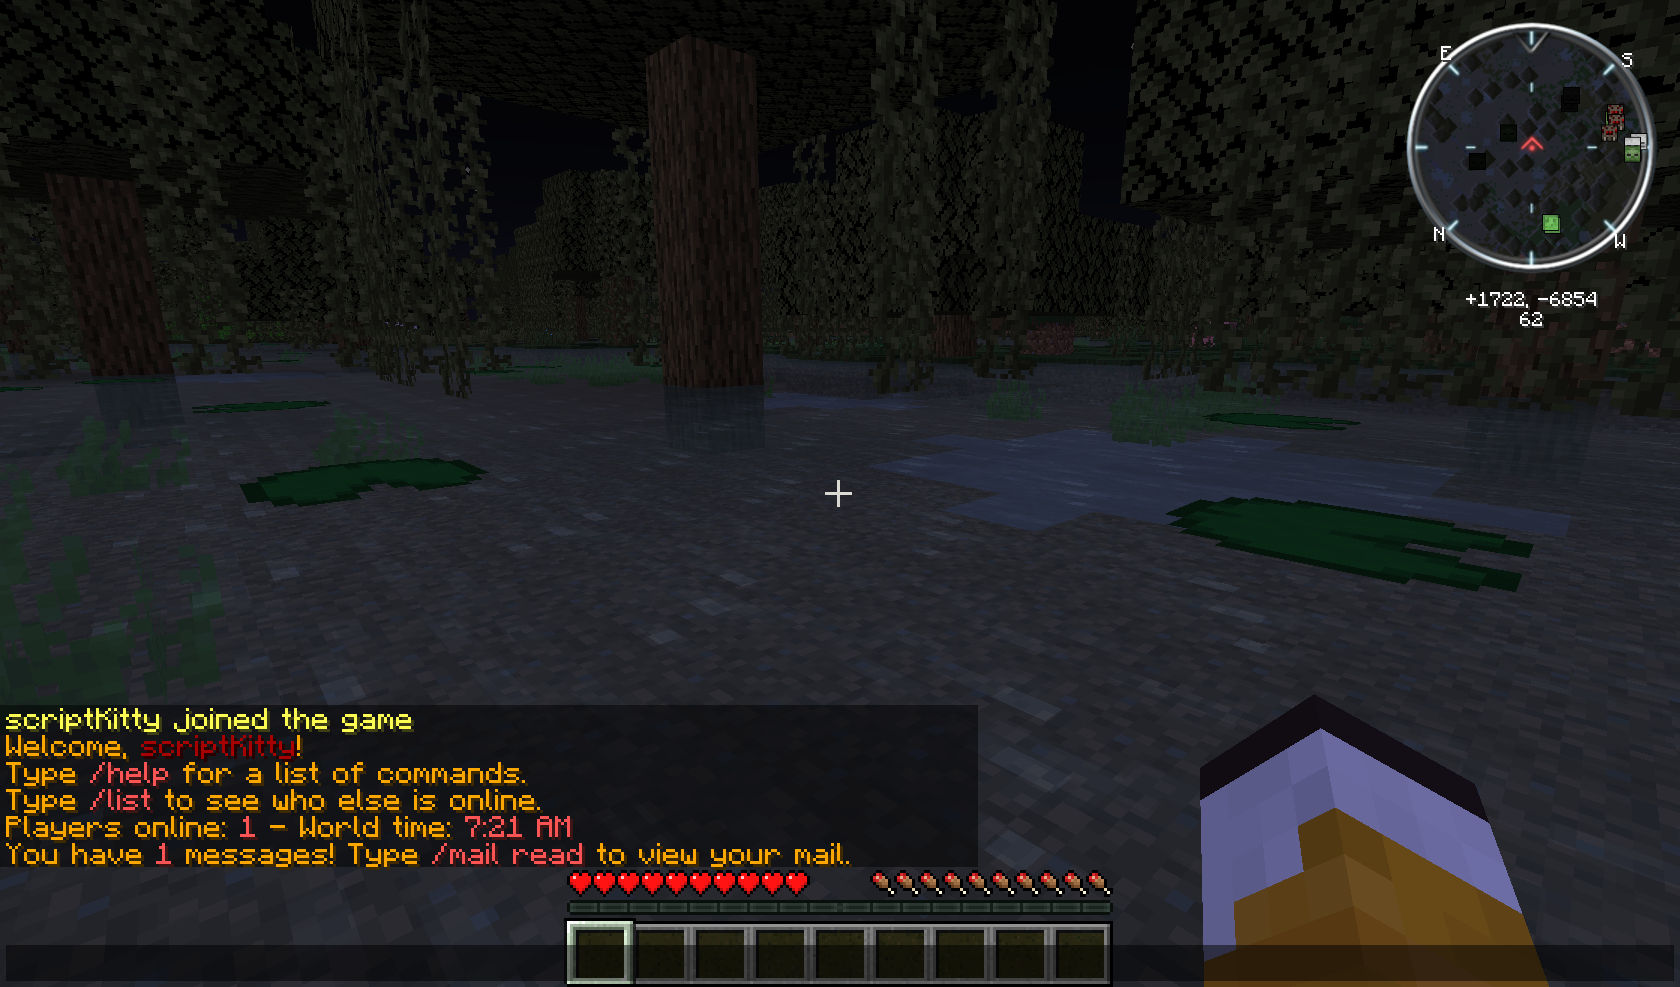 E
S
N
W
+1722, -6854
62
scriptKitty joined the game
Welcome, scriptKitty!
Type /help for a list of commands.
Type /list to see who else is online.
Players online: 1 - World time: 7:21 AM
You have 1 messages! Type /mail read to view your mail.